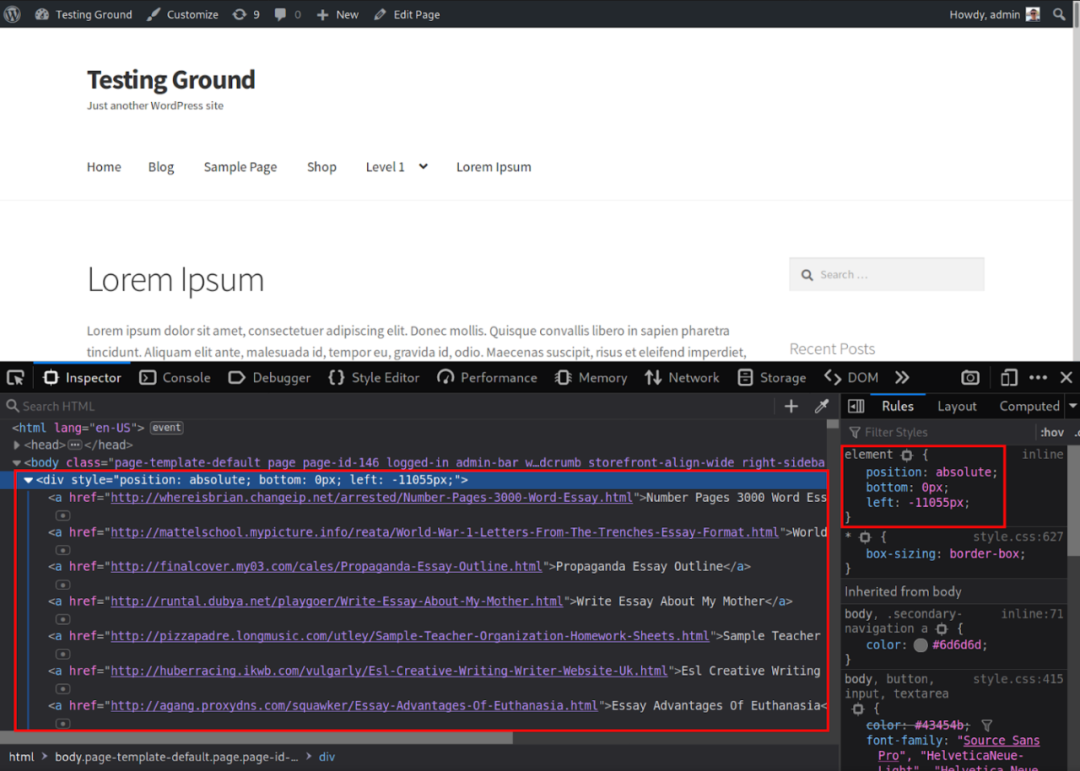 Testing Ground Customize 9 0 New Edit Page Howdy, admin
Testing Ground
Just another WordPress site
Home Blog Sample Page Shop Level 1 Lorem Ipsum
Lorem Ipsum
Search …
Lorem ipsum dolor sit amet, consectetuer adipiscing elit. Donec mollis. Quisque convallis libero in sapien pharetra
tincidunt. Aliquam elit ante, malesuada id, tempor eu, gravida id, odio. Maecenas suscipit, risus et eleifend imperdiet,
Recent Posts
Inspector Console Debugger {} Style Editor Performance Memory Network Storage DOM
Search HTML
<html lang="en-US"> event
<head> ••• </head>
<body class="page-template-default page page-id-146 logged-in admin-bar w…dcrumb storefront-align-wide right-sideba
<div style="position: absolute; bottom: 0px; left: -11055px;">
<a href="http://whereisbrian.changeip.net/arrested/Number-Pages-3000-Word-Essay.html">Number Pages 3000 Word Ess
<a href="http://mattelschool.mypicture.info/reata/World-War-1-Letters-From-The-Trenches-Essay-Format.html">World
<a href="http://finalcover.my03.com/cales/Propaganda-Essay-Outline.html">Propaganda Essay Outline</a>
<a href="http://runtal.dubya.net/playgoer/Write-Essay-About-My-Mother.html">Write Essay About My Mother</a>
<a href="http://pizzapadre.longmusic.com/utley/Sample-Teacher-Organization-Homework-Sheets.html">Sample Teacher
<a href="http://huberracing.ikwb.com/vulgarly/Esl-Creative-Writing-Writer-Website-Uk.html">Esl Creative Writing
<a href="http://agang.proxydns.com/squawker/Essay-Advantages-Of-Euthanasia.html">Essay Advantages Of Euthanasia<
html body.page-template-default.page.page-id-… div
Rules Layout Computed
Filter Styles :hov .c
element { inline
position: absolute;
bottom: 0px;
left: -11055px;
}
* { style.css:627
box-sizing: border-box;
}
Inherited from body
body, .secondary- inline:71
navigation a {
color: #6d6d6d;
}
body, button, style.css:415
input, textarea
{
color: #43454b;
font-family: "Source Sans
Pro", "HelveticaNeue-
Light", "Helvetica Neue